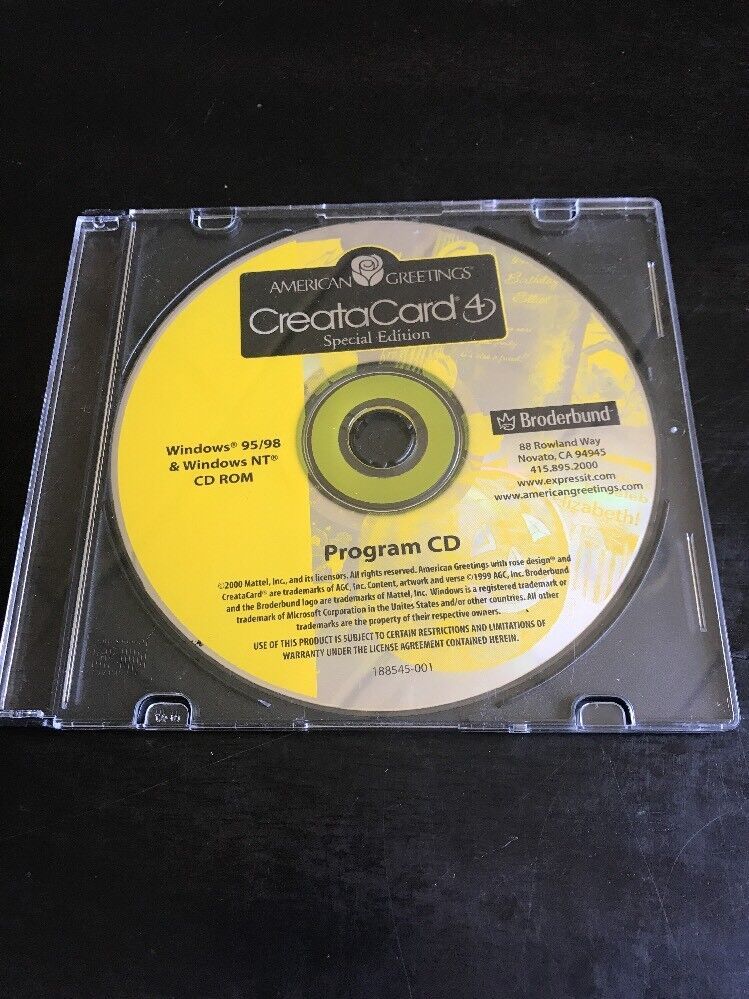 AMERICAN GREETINGS®
CreataCard® 4
Special Edition
Birthday
Windows® 95/98
& Windows NT®
CD ROM
Broderbund™
88 Rowland Way
Novato, CA 94945
415.895.2000
www.expressit.com
www.americangreetings.com
Elizabeth!
Program CD
©2000 Mattel, Inc., and its licensors. All rights reserved. American Greetings with rose design® and
CreataCard® are trademarks of AGC, Inc. Content, artwork and verse ©1999 AGC, Inc. Broderbund
and the Broderbund logo are trademarks of Mattel, Inc. Windows is a registered trademark or
trademark of Microsoft Corporation in the Unites States and/or other countries. All other
trademarks are the property of their respective owners.
USE OF THIS PRODUCT IS SUBJECT TO CERTAIN RESTRICTIONS AND LIMITATIONS OF
WARRANTY UNDER THE LICENSE AGREEMENT CONTAINED HEREIN.
188545-001